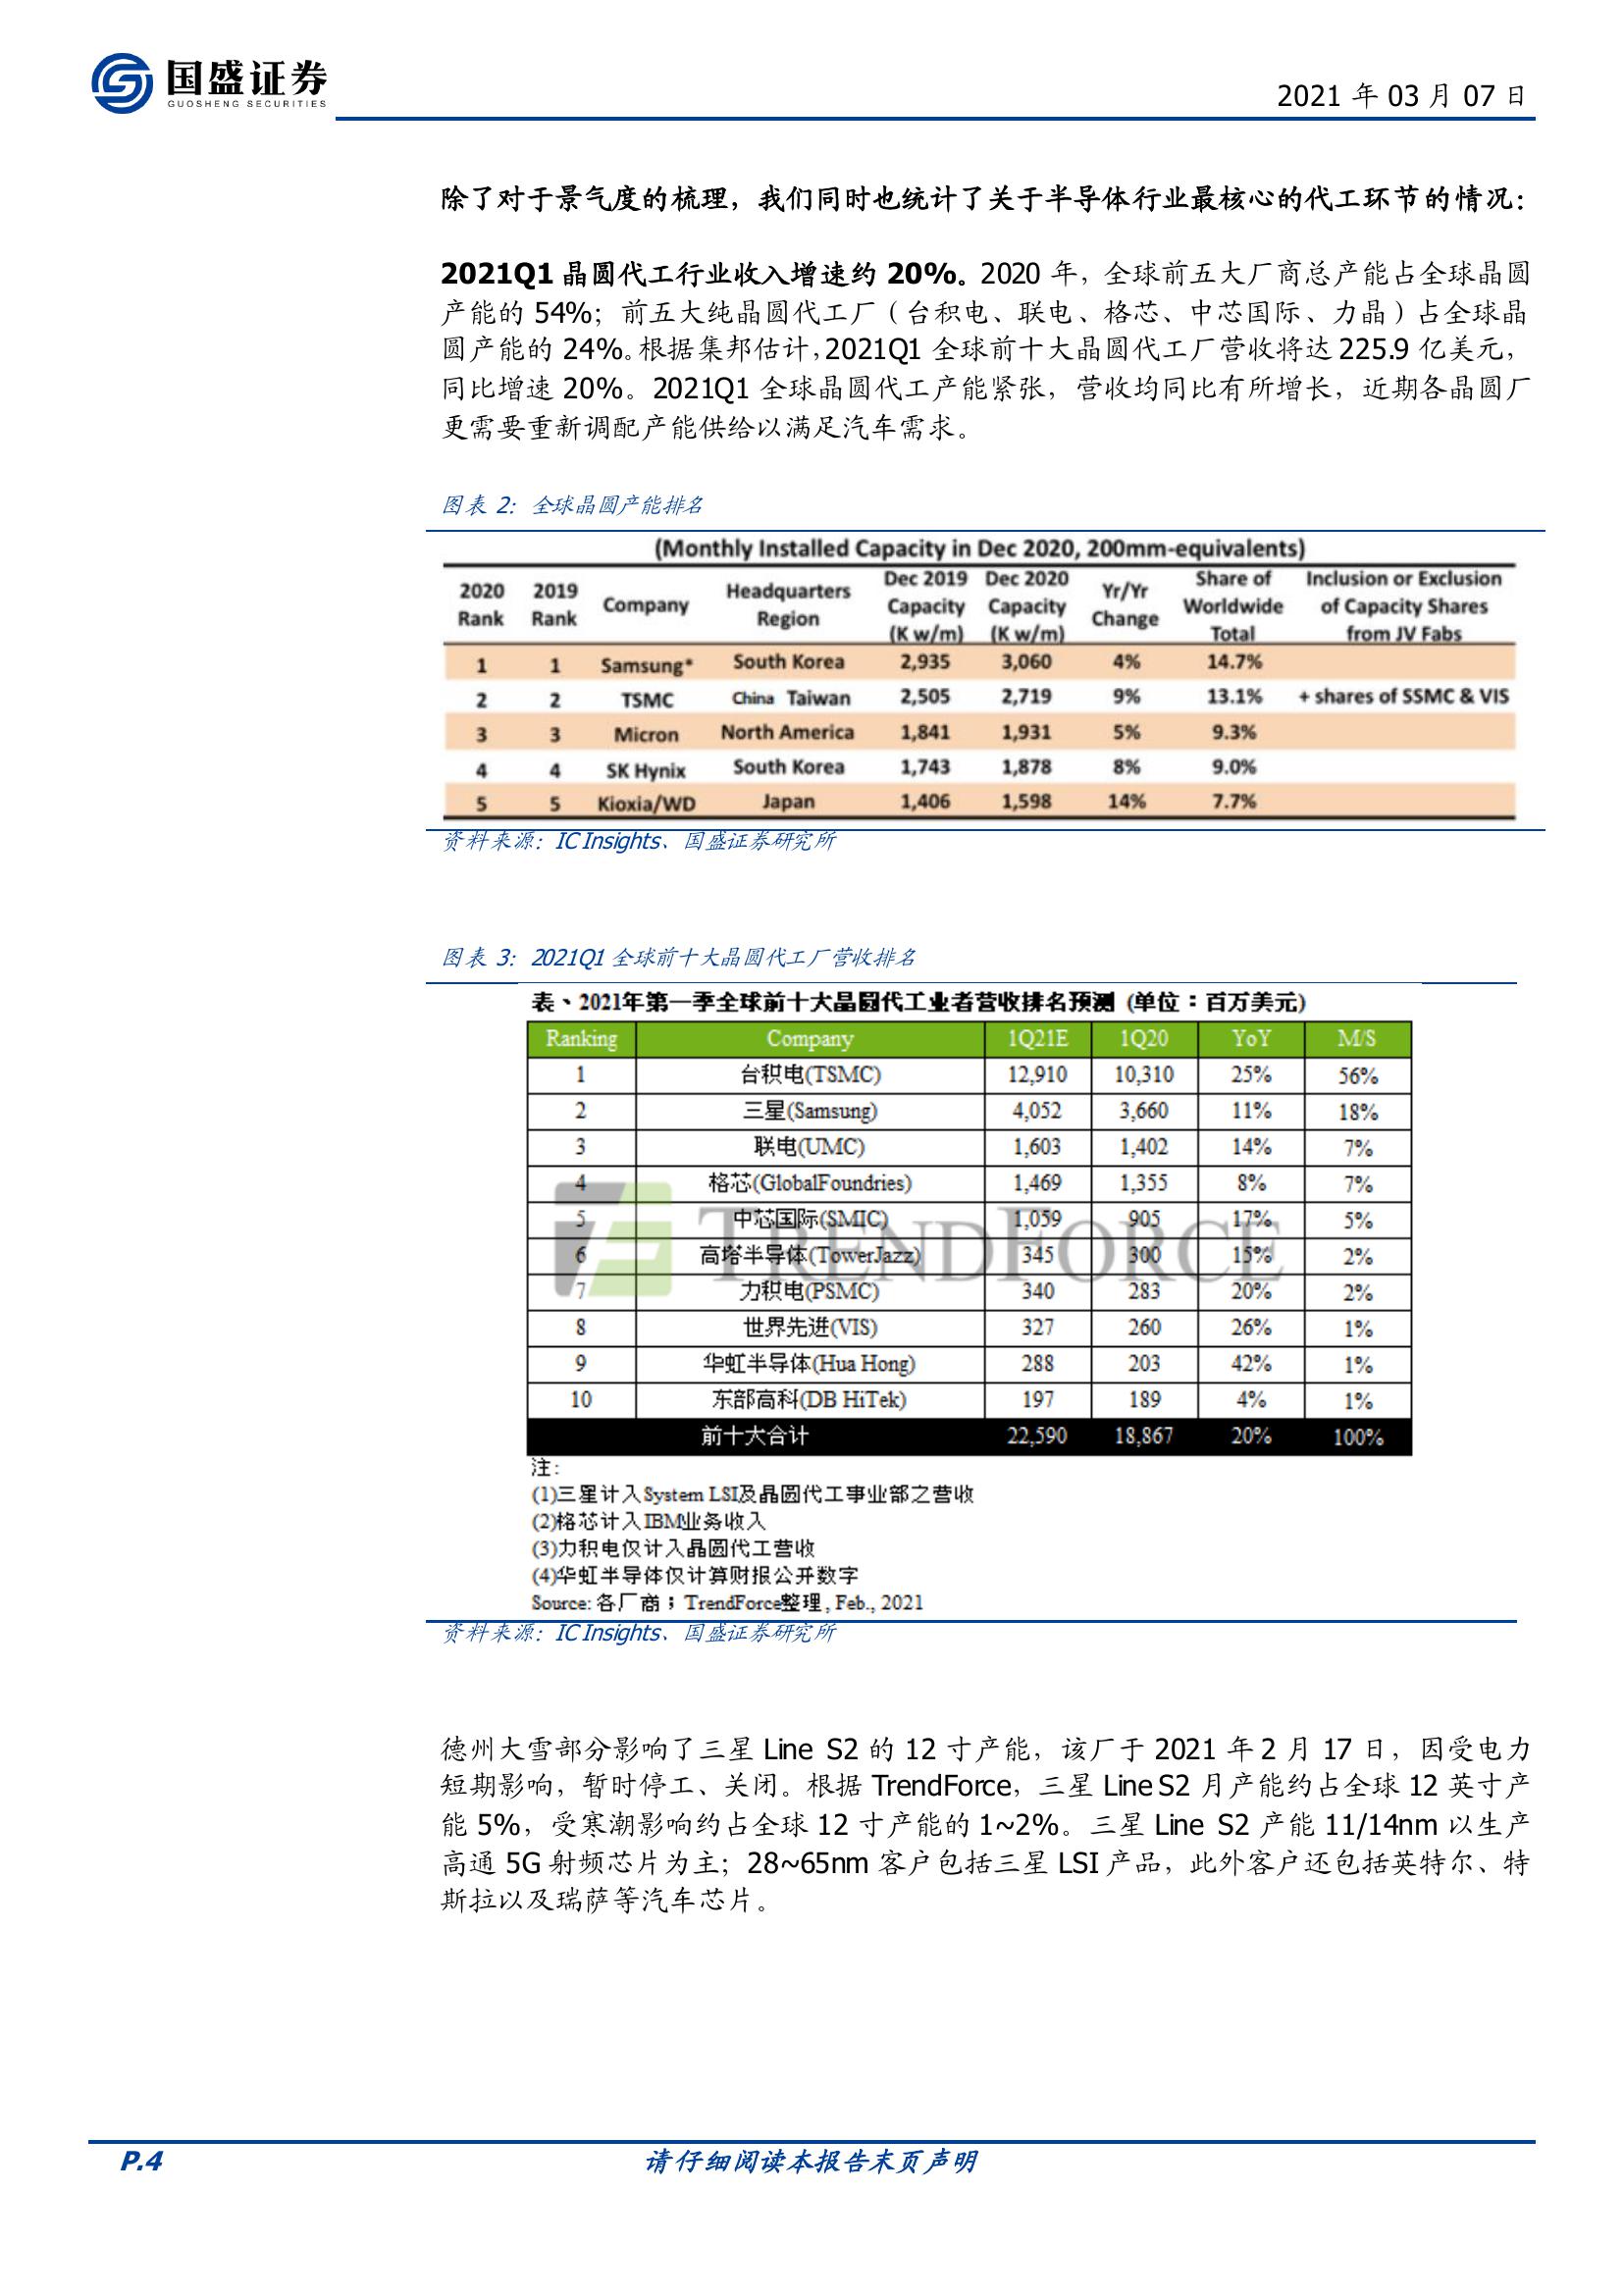 国盛证券
GUOSHENG SECURITIES
2021 年 03 月 07 日
除了对于景气度的梳理，我们同时也统计了关于半导体行业最核心的代工环节的情况：
2021Q1 晶圆代工行业收入增速约 20%。2020 年，全球前五大厂商总产能占全球晶圆
产能的 54%；前五大纯晶圆代工厂（台积电、联电、格芯、中芯国际、力晶）占全球晶
圆产能的 24%。根据集邦估计，2021Q1 全球前十大晶圆代工厂营收将达 225.9 亿美元，
同比增速 20%。2021Q1 全球晶圆代工产能紧张，营收均同比有所增长，近期各晶圆厂
更需要重新调配产能供给以满足汽车需求。
图表 2：全球晶圆产能排名
(Monthly Installed Capacity in Dec 2020, 200mm-equivalents)
2020 Rank 2019 Rank Company Headquarters Region Dec 2019 Capacity (K w/m) Dec 2020 Capacity (K w/m) Yr/Yr Change Share of Worldwide Total Inclusion or Exclusion of Capacity Shares from JV Fabs
1 1 Samsung* South Korea 2,935 3,060 4% 14.7%
2 2 TSMC China Taiwan 2,505 2,719 9% 13.1% + shares of SSMC & VIS
3 3 Micron North America 1,841 1,931 5% 9.3%
4 4 SK Hynix South Korea 1,743 1,878 8% 9.0%
5 5 Kioxia/WD Japan 1,406 1,598 14% 7.7%
资料来源：IC Insights、国盛证券研究所
图表 3：2021Q1 全球前十大晶圆代工厂营收排名
表、2021年第一季全球前十大晶圆代工业者营收排名预测 (单位：百万美元)
Ranking Company 1Q21E 1Q20 YoY M/S
1 台积电(TSMC) 12,910 10,310 25% 56%
2 三星(Samsung) 4,052 3,660 11% 18%
3 联电(UMC) 1,603 1,402 14% 7%
4 格芯(GlobalFoundries) 1,469 1,355 8% 7%
5 中芯国际(SMIC) 1,059 905 17% 5%
6 高塔半导体(TowerJazz) 345 300 15% 2%
7 力积电(PSMC) 340 283 20% 2%
8 世界先进(VIS) 327 260 26% 1%
9 华虹半导体(Hua Hong) 288 203 42% 1%
10 东部高科(DB HiTek) 197 189 4% 1%
前十大合计 22,590 18,867 20% 100%
TRENDFORCE
注：
(1)三星计入System LSI及晶圆代工事业部之营收
(2)格芯计入IBM业务收入
(3)力积电仅计入晶圆代工营收
(4)华虹半导体仅计算财报公开数字
Source: 各厂商；TrendForce整理, Feb., 2021
资料来源：IC Insights、国盛证券研究所
德州大雪部分影响了三星 Line S2 的 12 寸产能，该厂于 2021 年 2 月 17 日，因受电力
短期影响，暂时停工、关闭。根据 TrendForce，三星 Line S2 月产能约占全球 12 英寸产
能 5%，受寒潮影响约占全球 12 寸产能的 1~2%。三星 Line S2 产能 11/14nm 以生产
高通 5G 射频芯片为主；28~65nm 客户包括三星 LSI 产品，此外客户还包括英特尔、特
斯拉以及瑞萨等汽车芯片。
P.4
请仔细阅读本报告末页声明